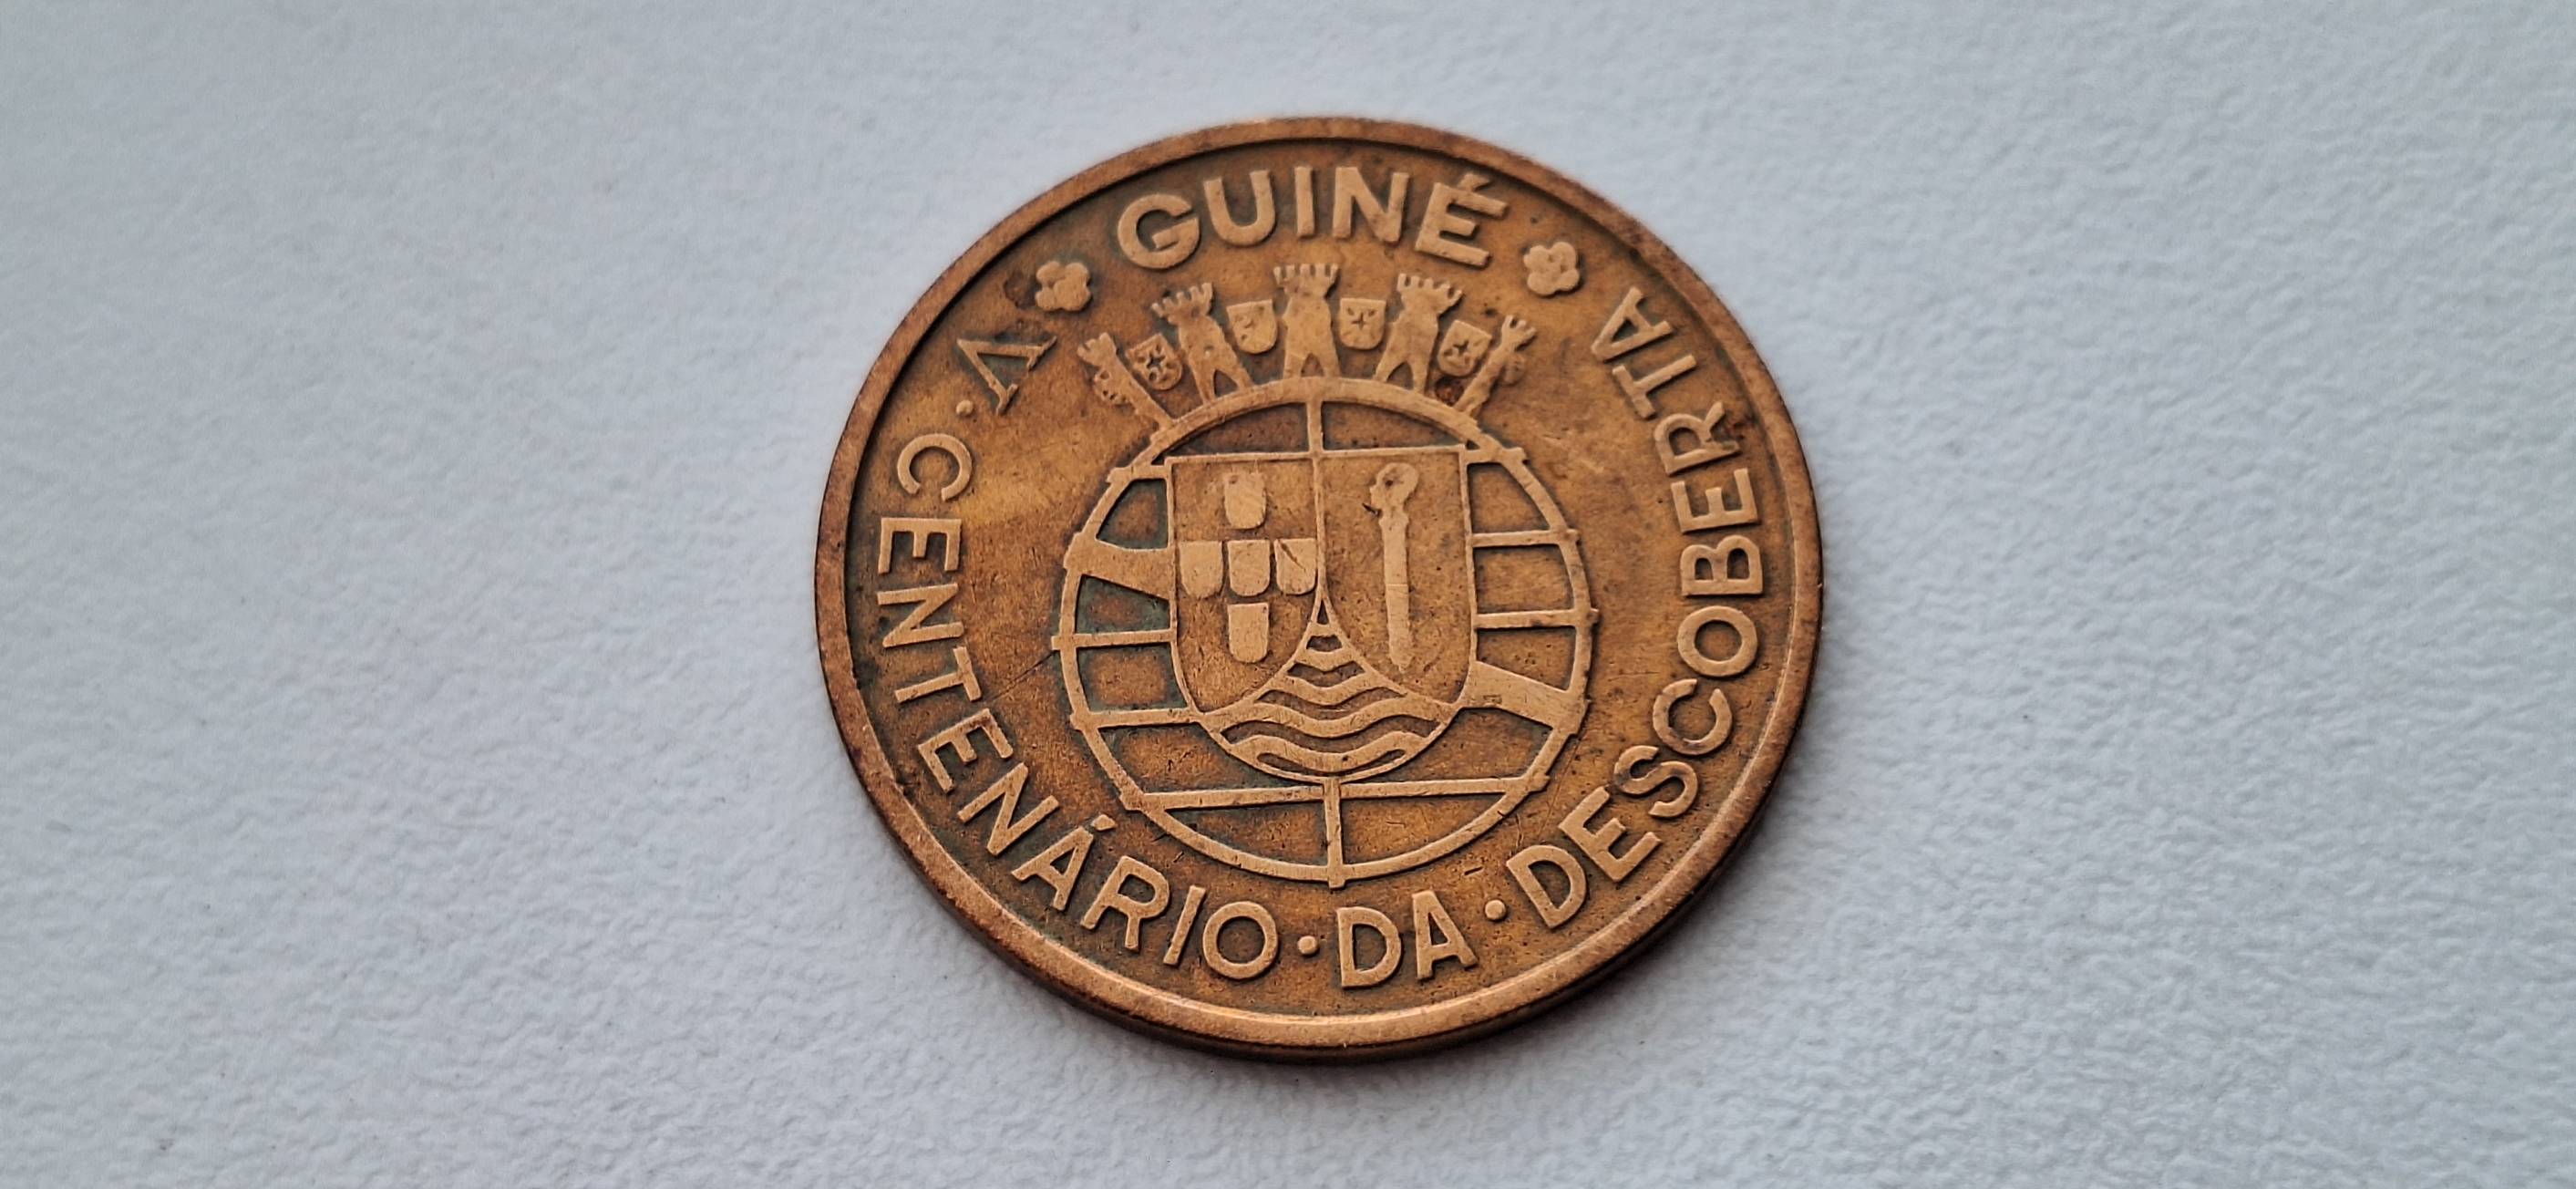 GUINÉ
V · CENTENÁRIO · DA · DESCOBERTA